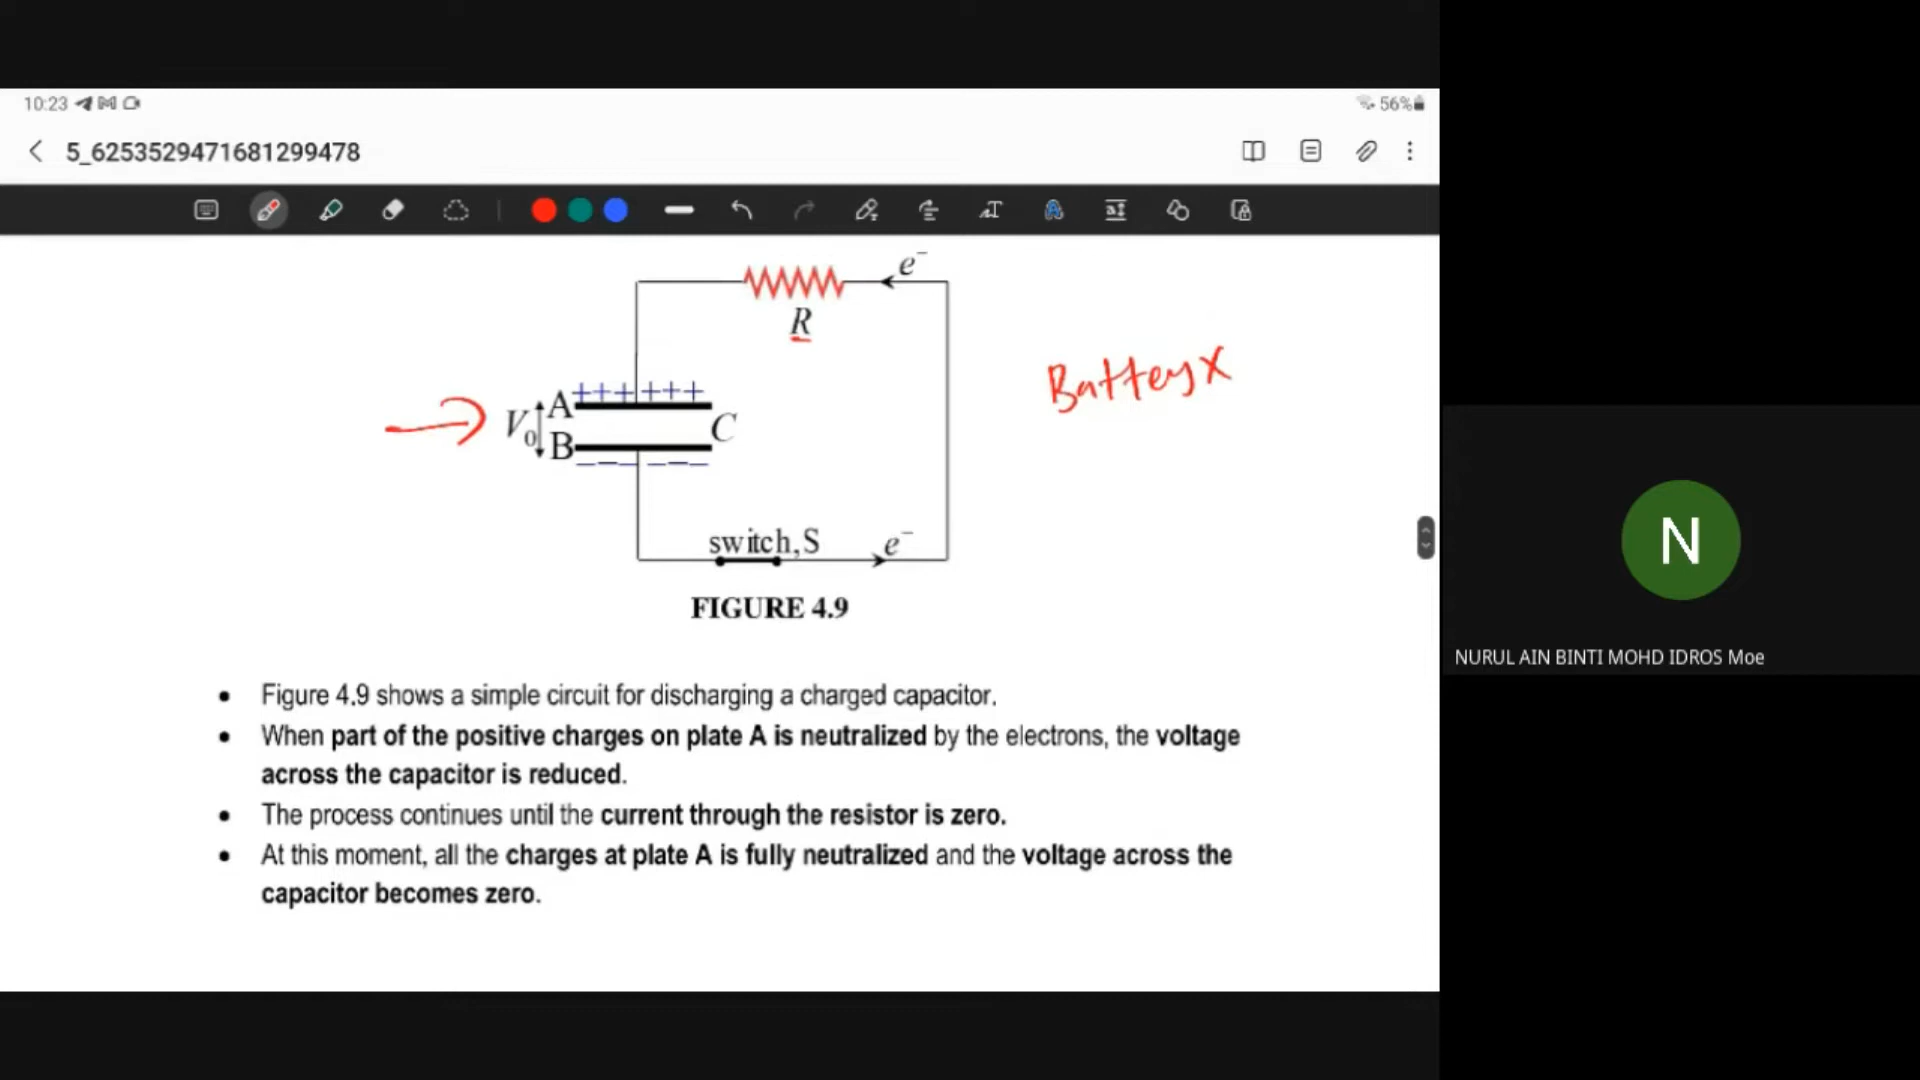 10:23
56%
5_6253529471681299478
e⁻
R
Battey X
+++ +++
V₀ A
B
C
switch,S
e⁻
FIGURE 4.9
• Figure 4.9 shows a simple circuit for discharging a charged capacitor.
• When part of the positive charges on plate A is neutralized by the electrons, the voltage
across the capacitor is reduced.
• The process continues until the current through the resistor is zero.
• At this moment, all the charges at plate A is fully neutralized and the voltage across the
capacitor becomes zero.
N
NURUL AIN BINTI MOHD IDROS Moe